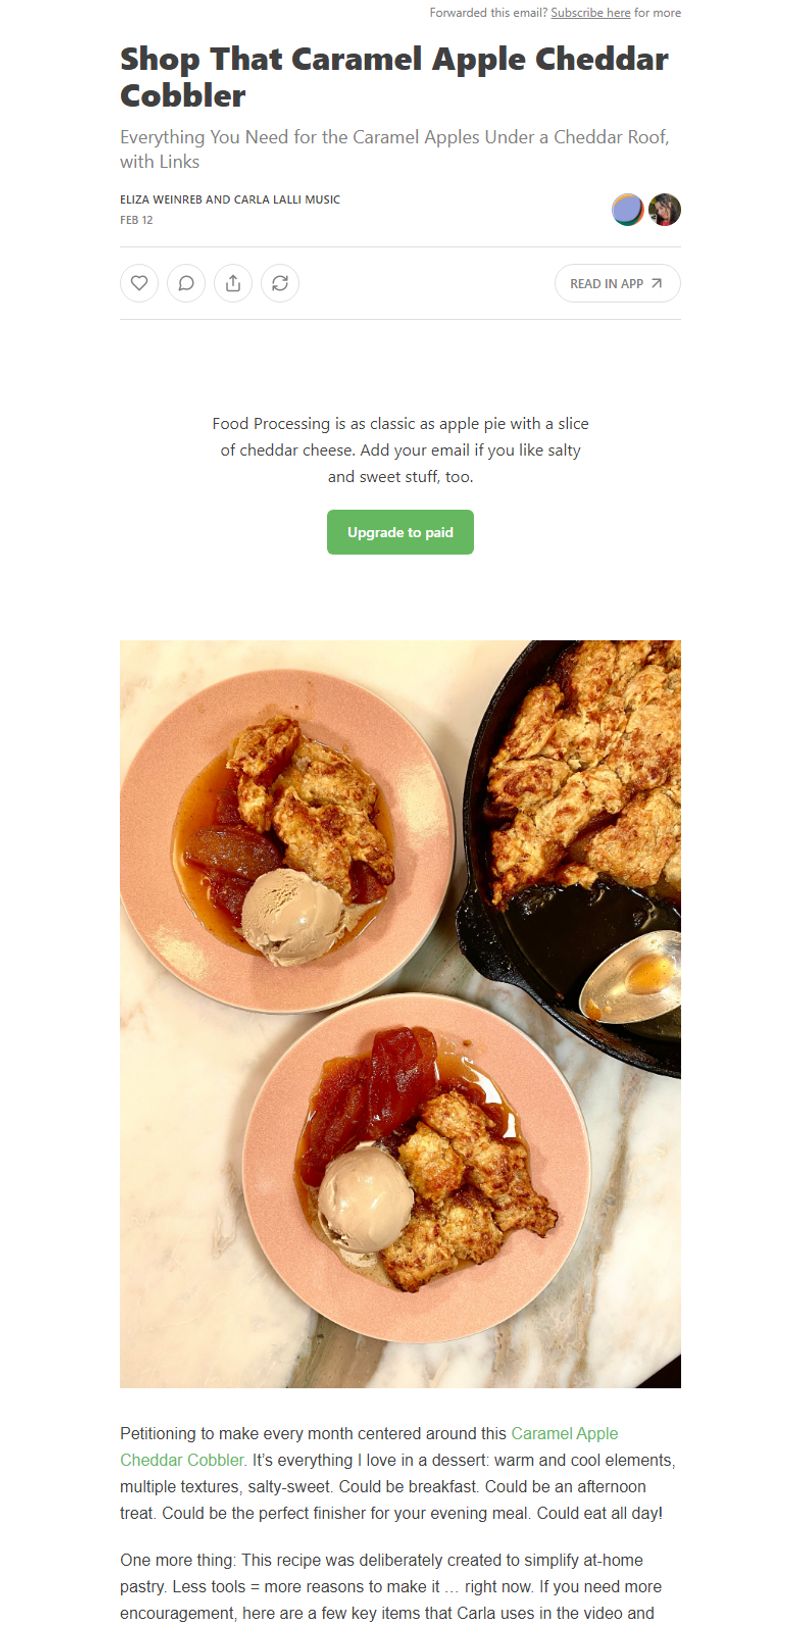 Forwarded this email? Subscribe here for more
Shop That Caramel Apple Cheddar
Cobbler
Everything You Need for the Caramel Apples Under a Cheddar Roof,
with Links
ELIZA WEINREB AND CARLA LALLI MUSIC
FEB 12
READ IN APP
Food Processing is as classic as apple pie with a slice
of cheddar cheese. Add your email if you like salty
and sweet stuff, too.
Upgrade to paid
Petitioning to make every month centered around this Caramel Apple
Cheddar Cobbler. It’s everything I love in a dessert: warm and cool elements,
multiple textures, salty-sweet. Could be breakfast. Could be an afternoon
treat. Could be the perfect finisher for your evening meal. Could eat all day!
One more thing: This recipe was deliberately created to simplify at-home
pastry. Less tools = more reasons to make it … right now. If you need more
encouragement, here are a few key items that Carla uses in the video and